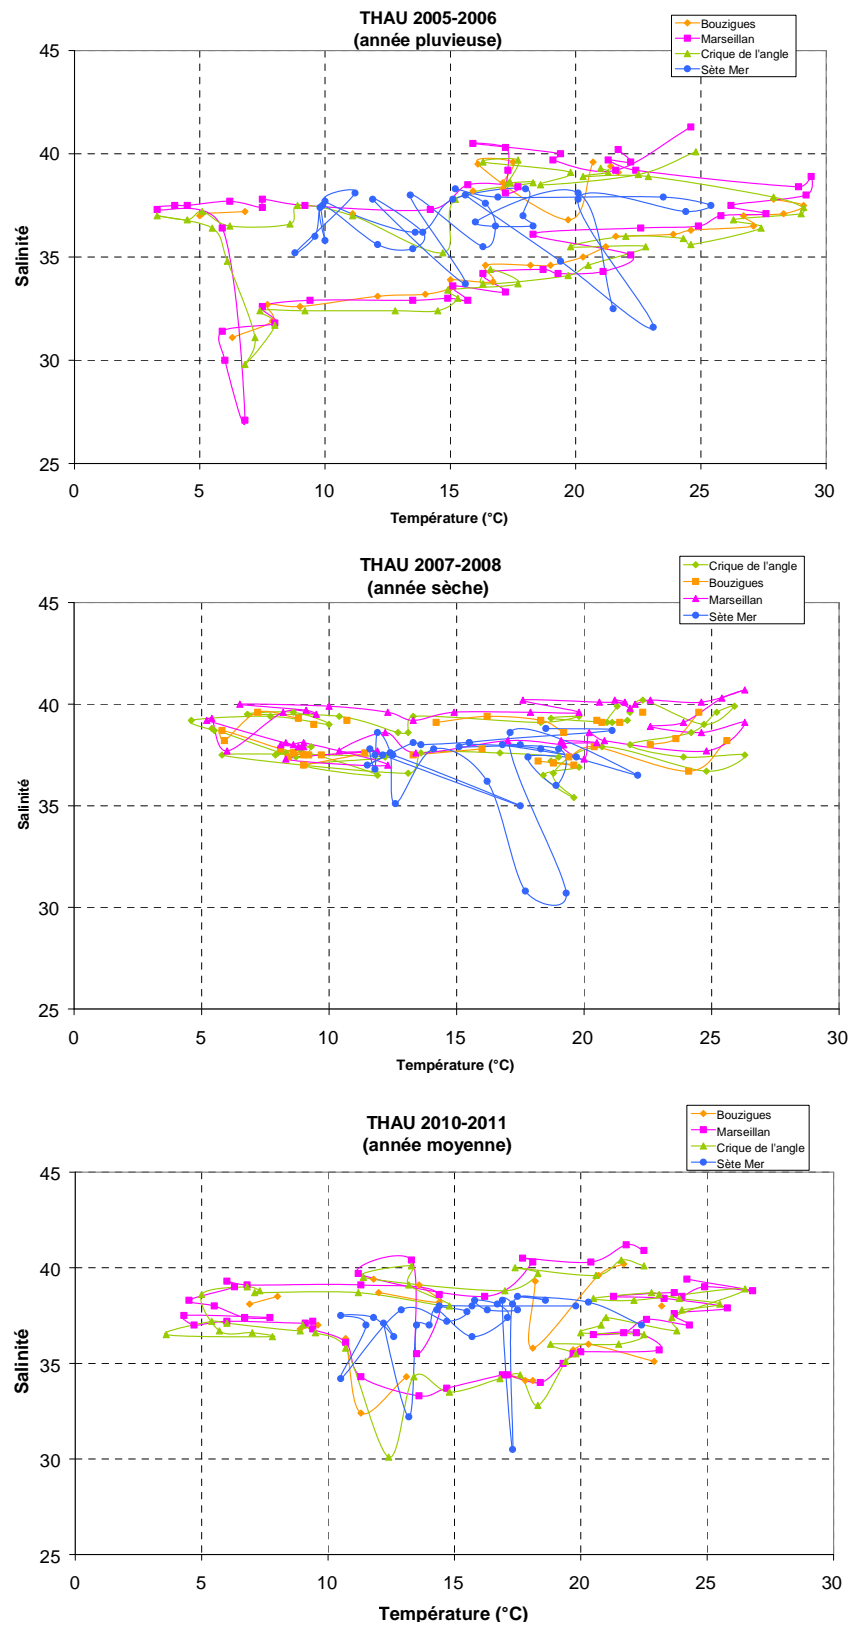 THAU 2005-2006
(année pluvieuse)
Bouzigues
Marseillan
Crique de l'angle
Sète Mer
45
40
35
30
25
Salinité
0 5 10 15 20 25 30
Température (°C)
THAU 2007-2008
(année sèche)
Crique de l'angle
Bouzigues
Marseillan
Sète Mer
45
40
35
30
25
Salinité
0 5 10 15 20 25 30
Température (°C)
THAU 2010-2011
(année moyenne)
Bouzigues
Marseillan
Crique de l'angle
Sète Mer
45
40
35
30
25
Salinité
0 5 10 15 20 25 30
Température (°C)